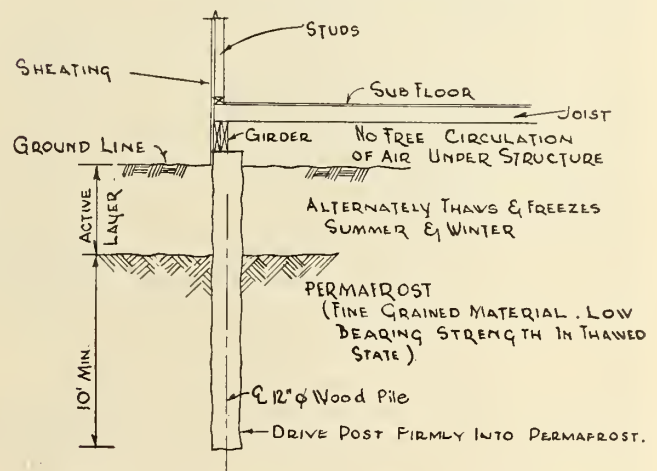 STUDS
SHEATING
SUB FLOOR
JOIST
GIRDER
NO FREE CIRCULATION
OF AIR UNDER STRUCTURE
GROUND LINE
ACTIVE
LAYER
ALTERNATELY THAWS & FREEZES
SUMMER & WINTER
PERMAFROST
(FINE GRAINED MATERIAL. LOW
BEARING STRENGTH IN THAWED
STATE)
10' MIN.
℄ 12" ⌀ Wood Pile
DRIVE POST FIRMLY INTO PERMAFROST.